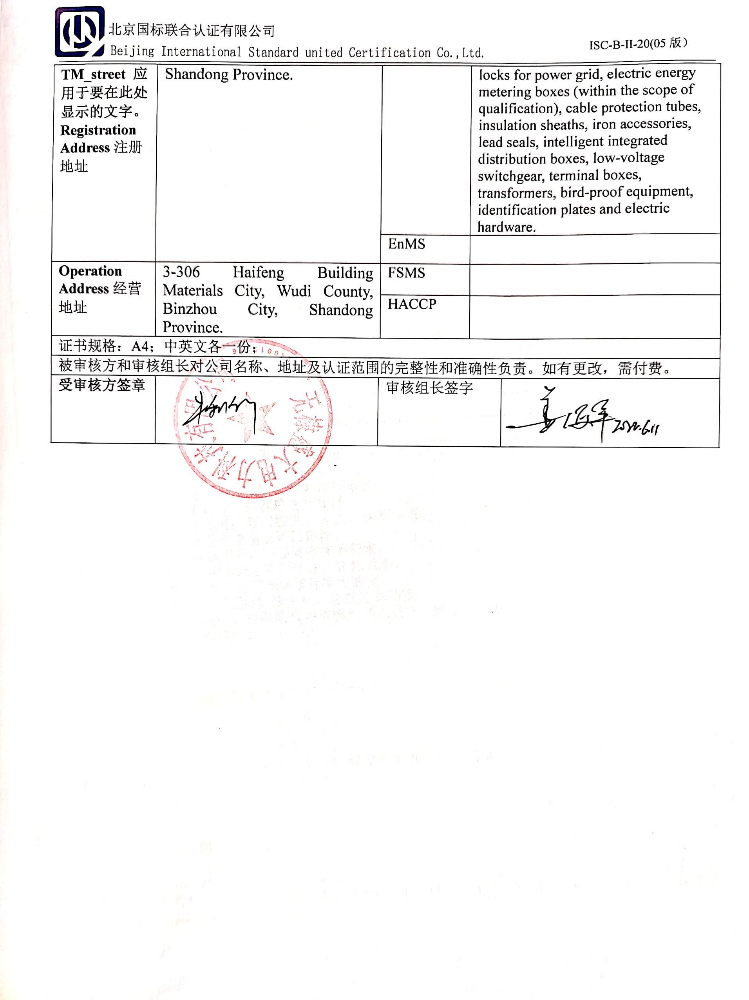 北京国标联合认证有限公司
Beijing International Standard united Certification Co.,Ltd.
ISC-B-II-20(05 版)
TM_street 应
用于要在此处
显示的文字。
Registration
Address 注册
地址
Shandong Province.
locks for power grid, electric energy
metering boxes (within the scope of
qualification), cable protection tubes,
insulation sheaths, iron accessories,
lead seals, intelligent integrated
distribution boxes, low-voltage
switchgear, terminal boxes,
transformers, bird-proof equipment,
identification plates and electric
hardware.
EnMS
Operation
Address 经营
地址
3-306 Haifeng Building
Materials City, Wudi County,
Binzhou City, Shandong
Province.
FSMS
HACCP
证书规格：A4；中英文各一份；
被审核方和审核组长对公司名称、地址及认证范围的完整性和准确性负责。如有更改，需付费。
受审核方签章
审核组长签字